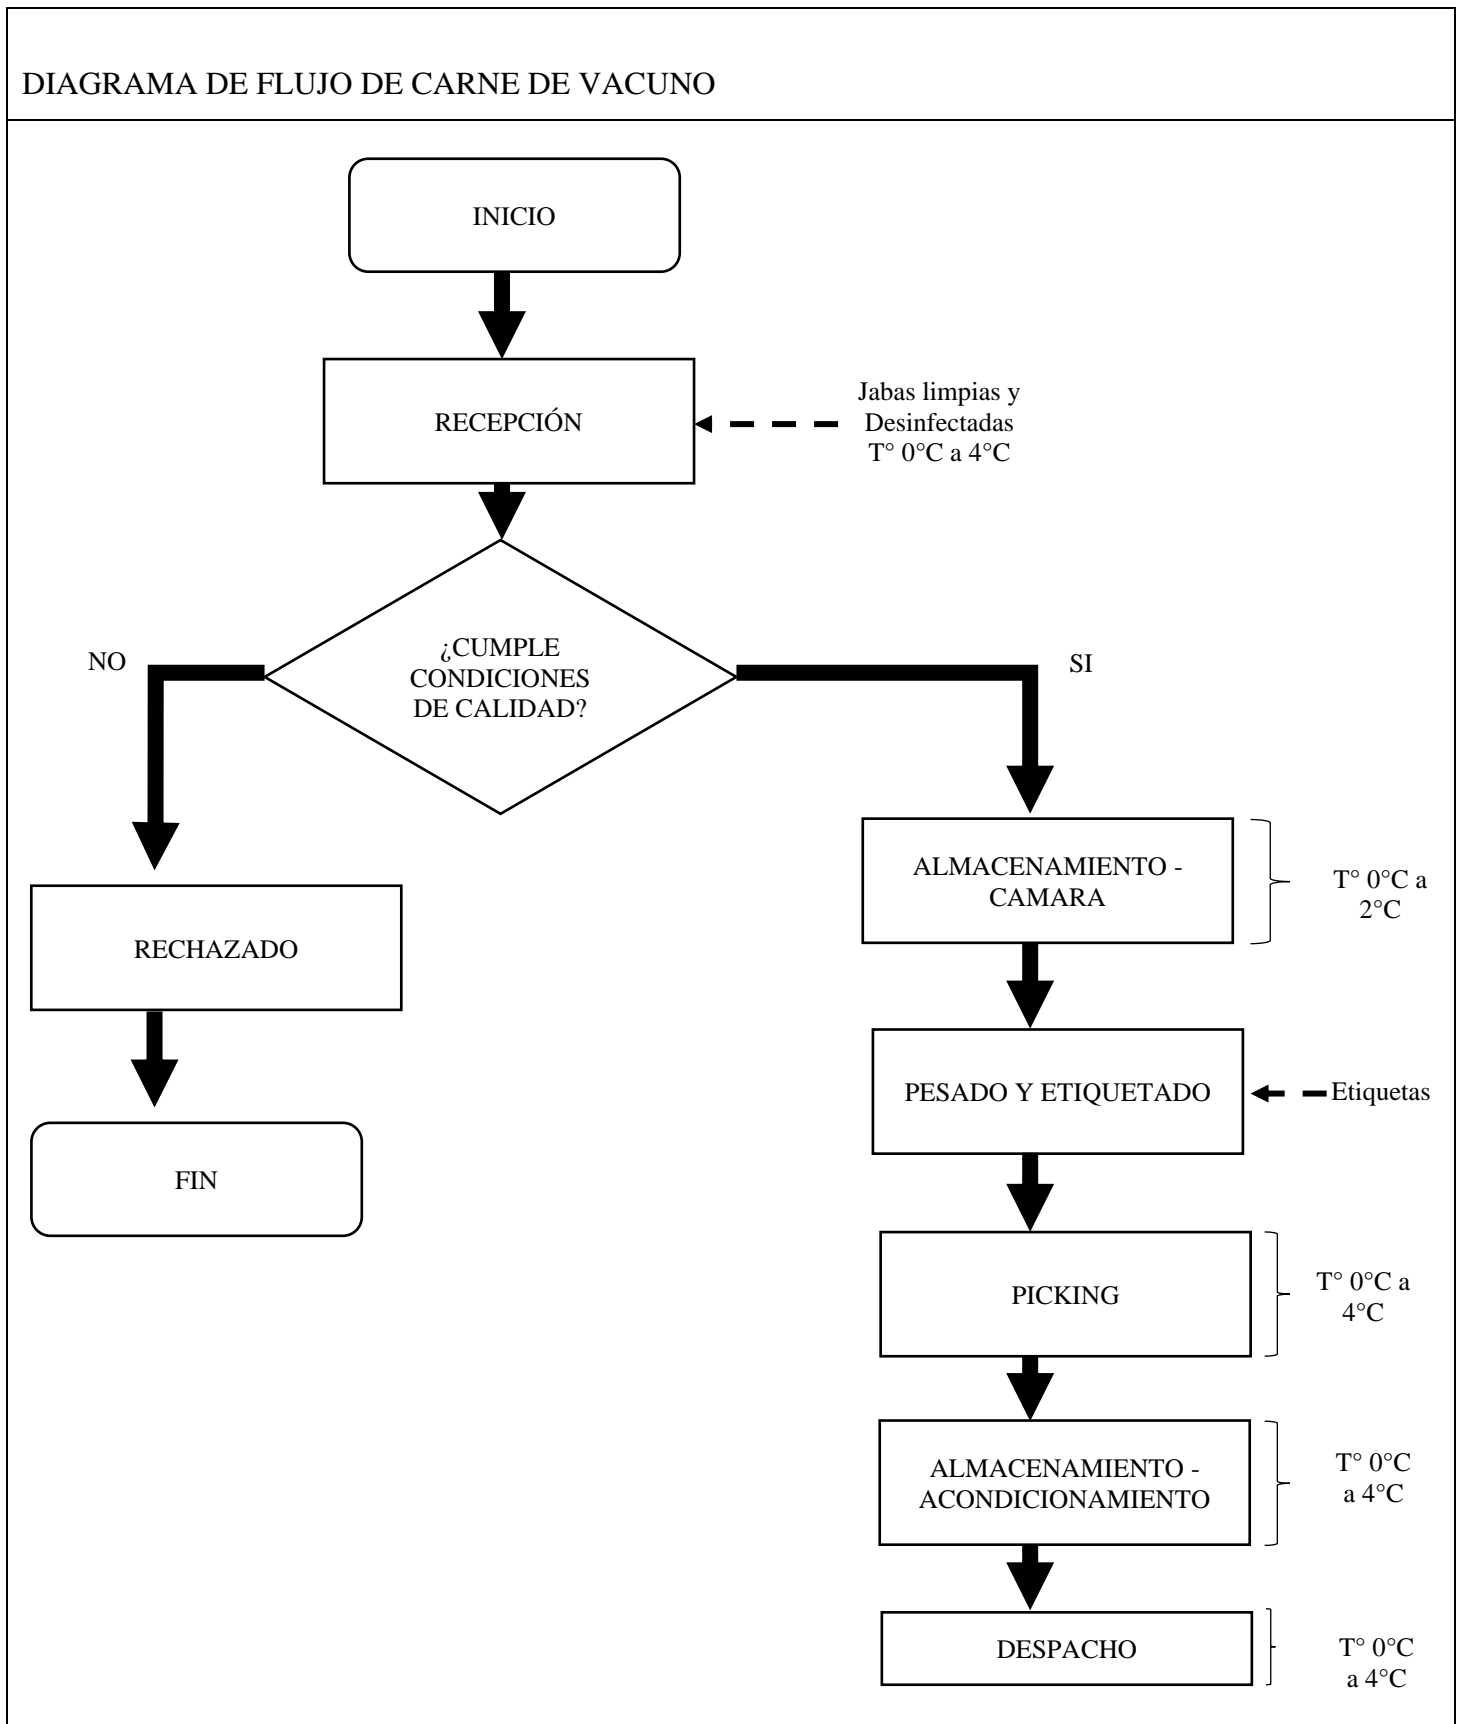 DIAGRAMA DE FLUJO DE CARNE DE VACUNO
INICIO
RECEPCIÓN
Jabas limpias y
Desinfectadas
T° 0°C a 4°C
¿CUMPLE
CONDICIONES
DE CALIDAD?
NO
SI
ALMACENAMIENTO -
CAMARA
T° 0°C a
2°C
RECHAZADO
PESADO Y ETIQUETADO
Etiquetas
FIN
PICKING
T° 0°C a
4°C
ALMACENAMIENTO -
ACONDICIONAMIENTO
T° 0°C
a 4°C
DESPACHO
T° 0°C
a 4°C